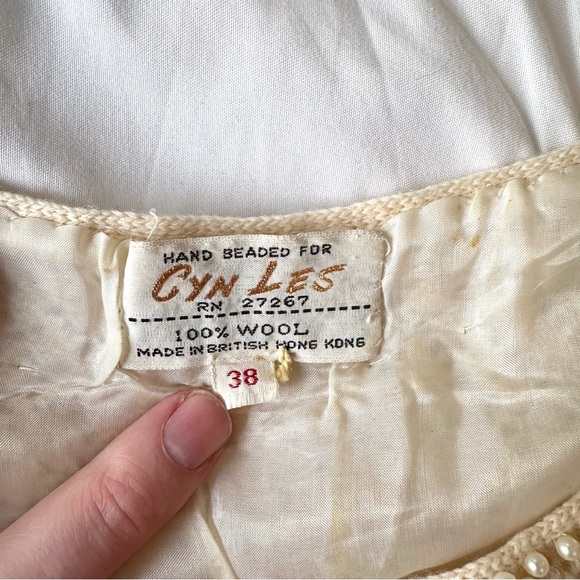 HAND BEADED FOR
CYN LES
RN 27267
100% WOOL
MADE IN BRITISH HONG KONG
38